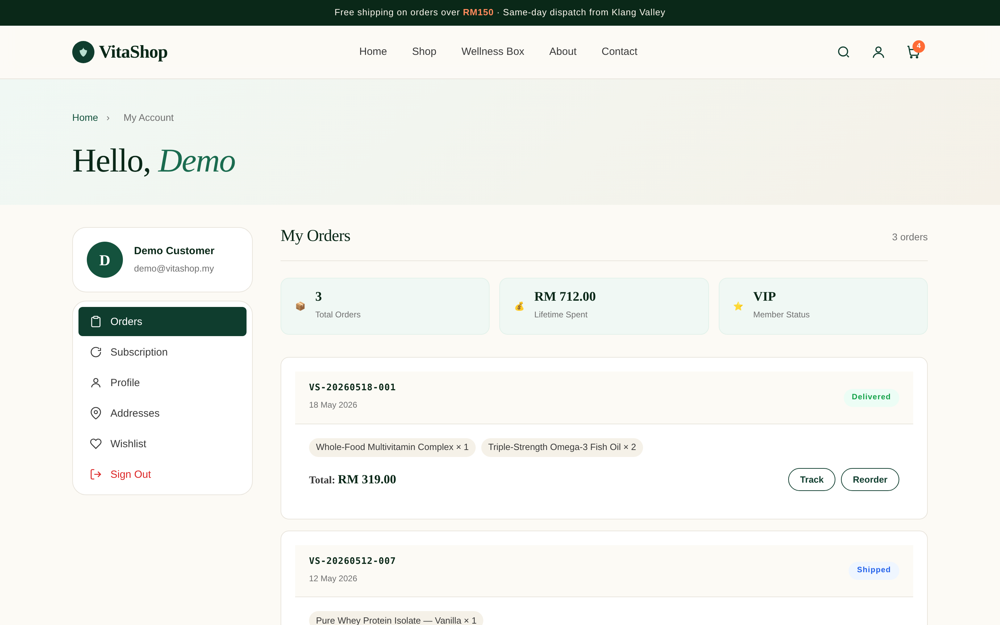 Free shipping on orders over RM150 · Same-day dispatch from Klang Valley
VitaShop
Home Shop Wellness Box About Contact
4
Home › My Account
Hello, Demo
D
Demo Customer
demo@vitashop.my
Orders
Subscription
Profile
Addresses
Wishlist
Sign Out
My Orders
3 orders
3
Total Orders
RM 712.00
Lifetime Spent
VIP
Member Status
VS-20260518-001
18 May 2026
Delivered
Whole-Food Multivitamin Complex × 1
Triple-Strength Omega-3 Fish Oil × 2
Total: RM 319.00
Track
Reorder
VS-20260512-007
12 May 2026
Shipped
Pure Whey Protein Isolate — Vanilla × 1